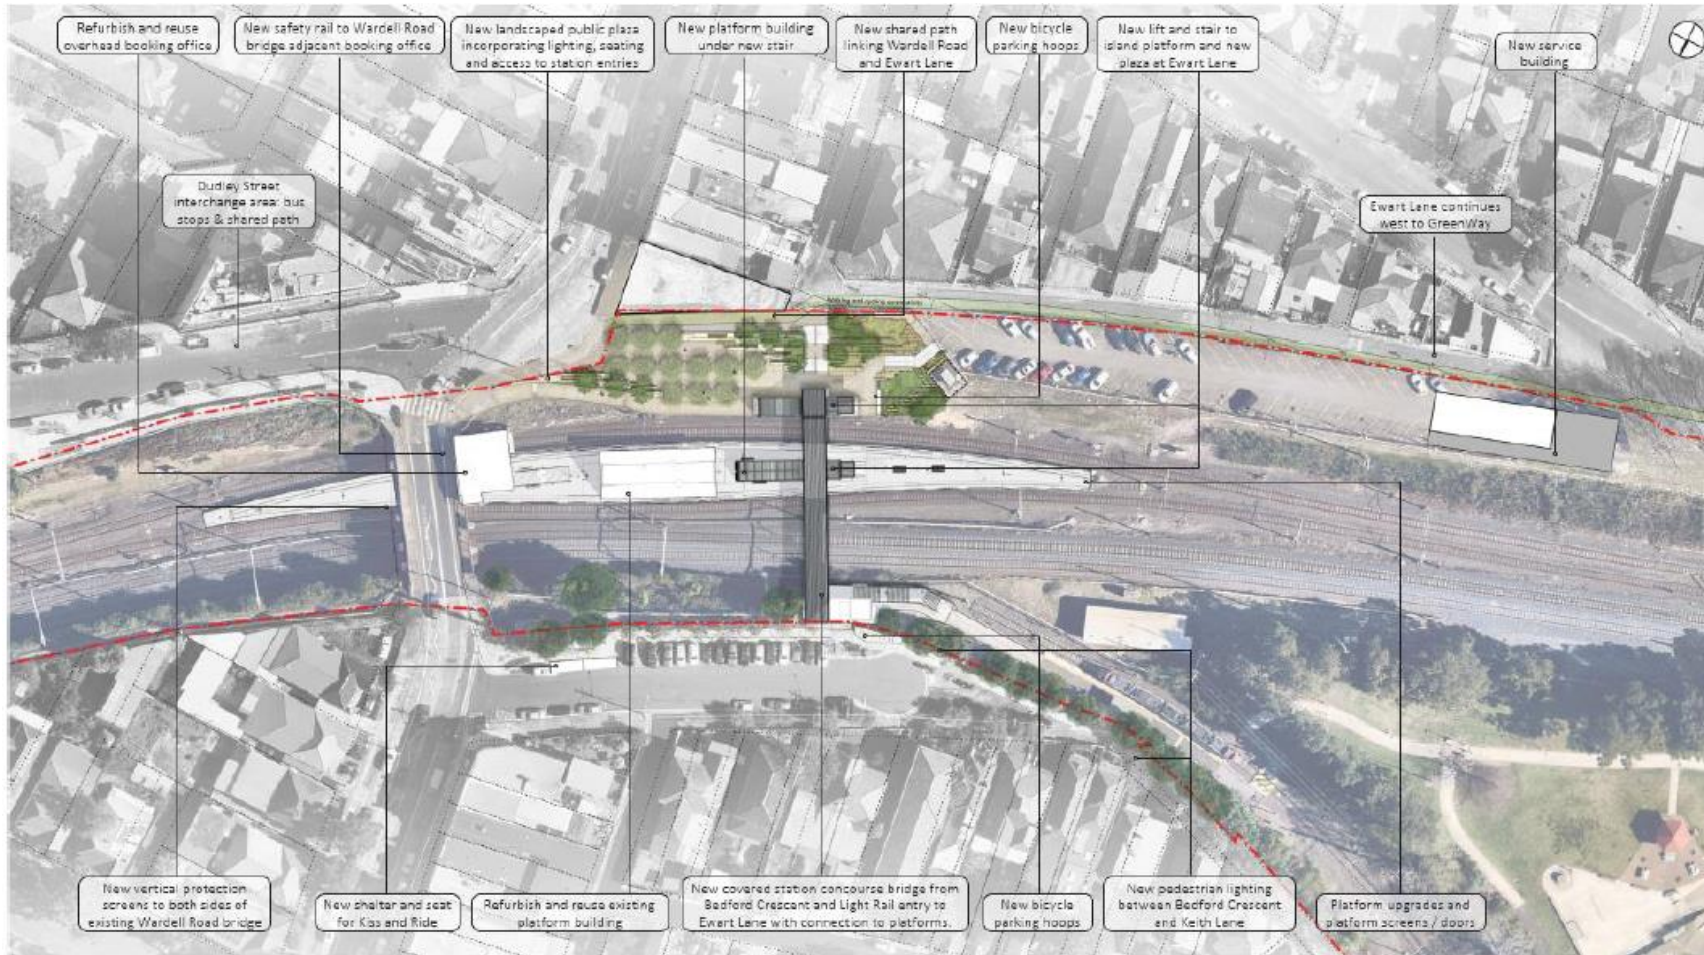 Refurbish and reuse
overhead booking office
New safety rail to Wardell Road
bridge adjacent booking office
New landscaped public plaza
incorporating lighting, seating
and access to station entries
New platform building
under new stair
New shared path
linking Wardell Road
and Ewart Lane
New bicycle
parking hoops
New lift and stair to
island platform and new
plaza at Ewart Lane
New service
building
Dudley Street
interchange area: bus
stops & shared path
Ewart Lane continues
west to GreenWay
Walking and cycling
New vertical protection
screens to both sides of
existing Wardell Road bridge
New shelter and seat
for Kiss and Ride
Refurbish and reuse existing
platform building
New covered station concourse bridge from
Bedford Crescent and Light Rail entry to
Ewart Lane with connection to platforms.
New bicycle
parking hoops
New pedestrian lighting
between Bedford Crescent
and Keith Lane
Platform upgrades and
platform screens / doors